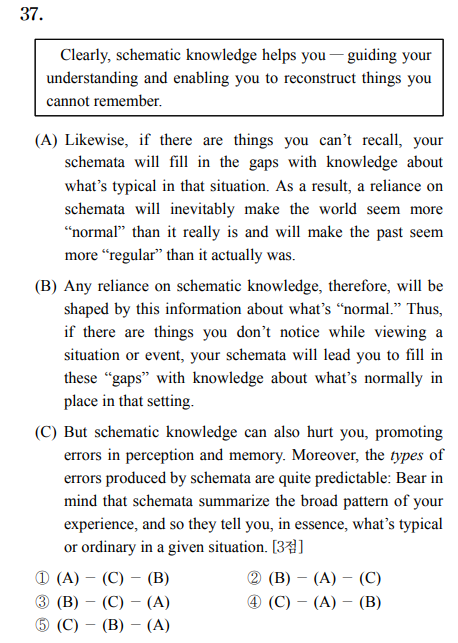 37.
Clearly, schematic knowledge helps you — guiding your
understanding and enabling you to reconstruct things you
cannot remember.
(A) Likewise, if there are things you can’t recall, your
schemata will fill in the gaps with knowledge about
what’s typical in that situation. As a result, a reliance on
schemata will inevitably make the world seem more
“normal” than it really is and will make the past seem
more “regular” than it actually was.
(B) Any reliance on schematic knowledge, therefore, will be
shaped by this information about what’s “normal.” Thus,
if there are things you don’t notice while viewing a
situation or event, your schemata will lead you to fill in
these “gaps” with knowledge about what’s normally in
place in that setting.
(C) But schematic knowledge can also hurt you, promoting
errors in perception and memory. Moreover, the types of
errors produced by schemata are quite predictable: Bear in
mind that schemata summarize the broad pattern of your
experience, and so they tell you, in essence, what’s typical
or ordinary in a given situation. [3점]
① (A) − (C) − (B) ② (B) − (A) − (C)
③ (B) − (C) − (A) ④ (C) − (A) − (B)
⑤ (C) − (B) − (A)